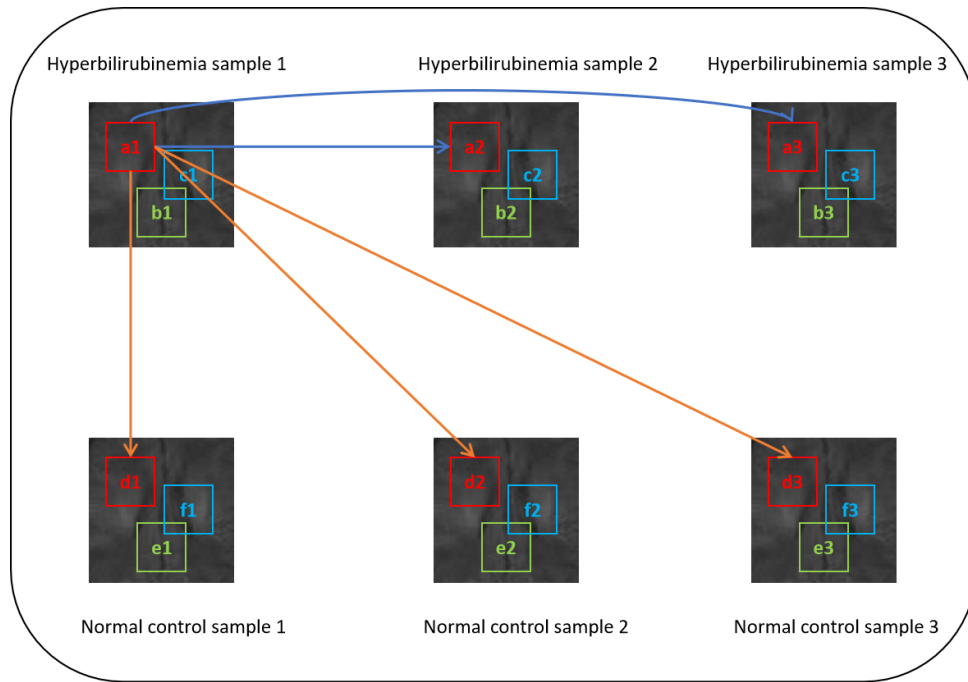 Hyperbilirubinemia sample 1
Hyperbilirubinemia sample 2
Hyperbilirubinemia sample 3
a1
a2
a3
c1
c2
c3
b1
b2
b3
d1
d2
d3
f1
f2
f3
e1
e2
e3
Normal control sample 1
Normal control sample 2
Normal control sample 3